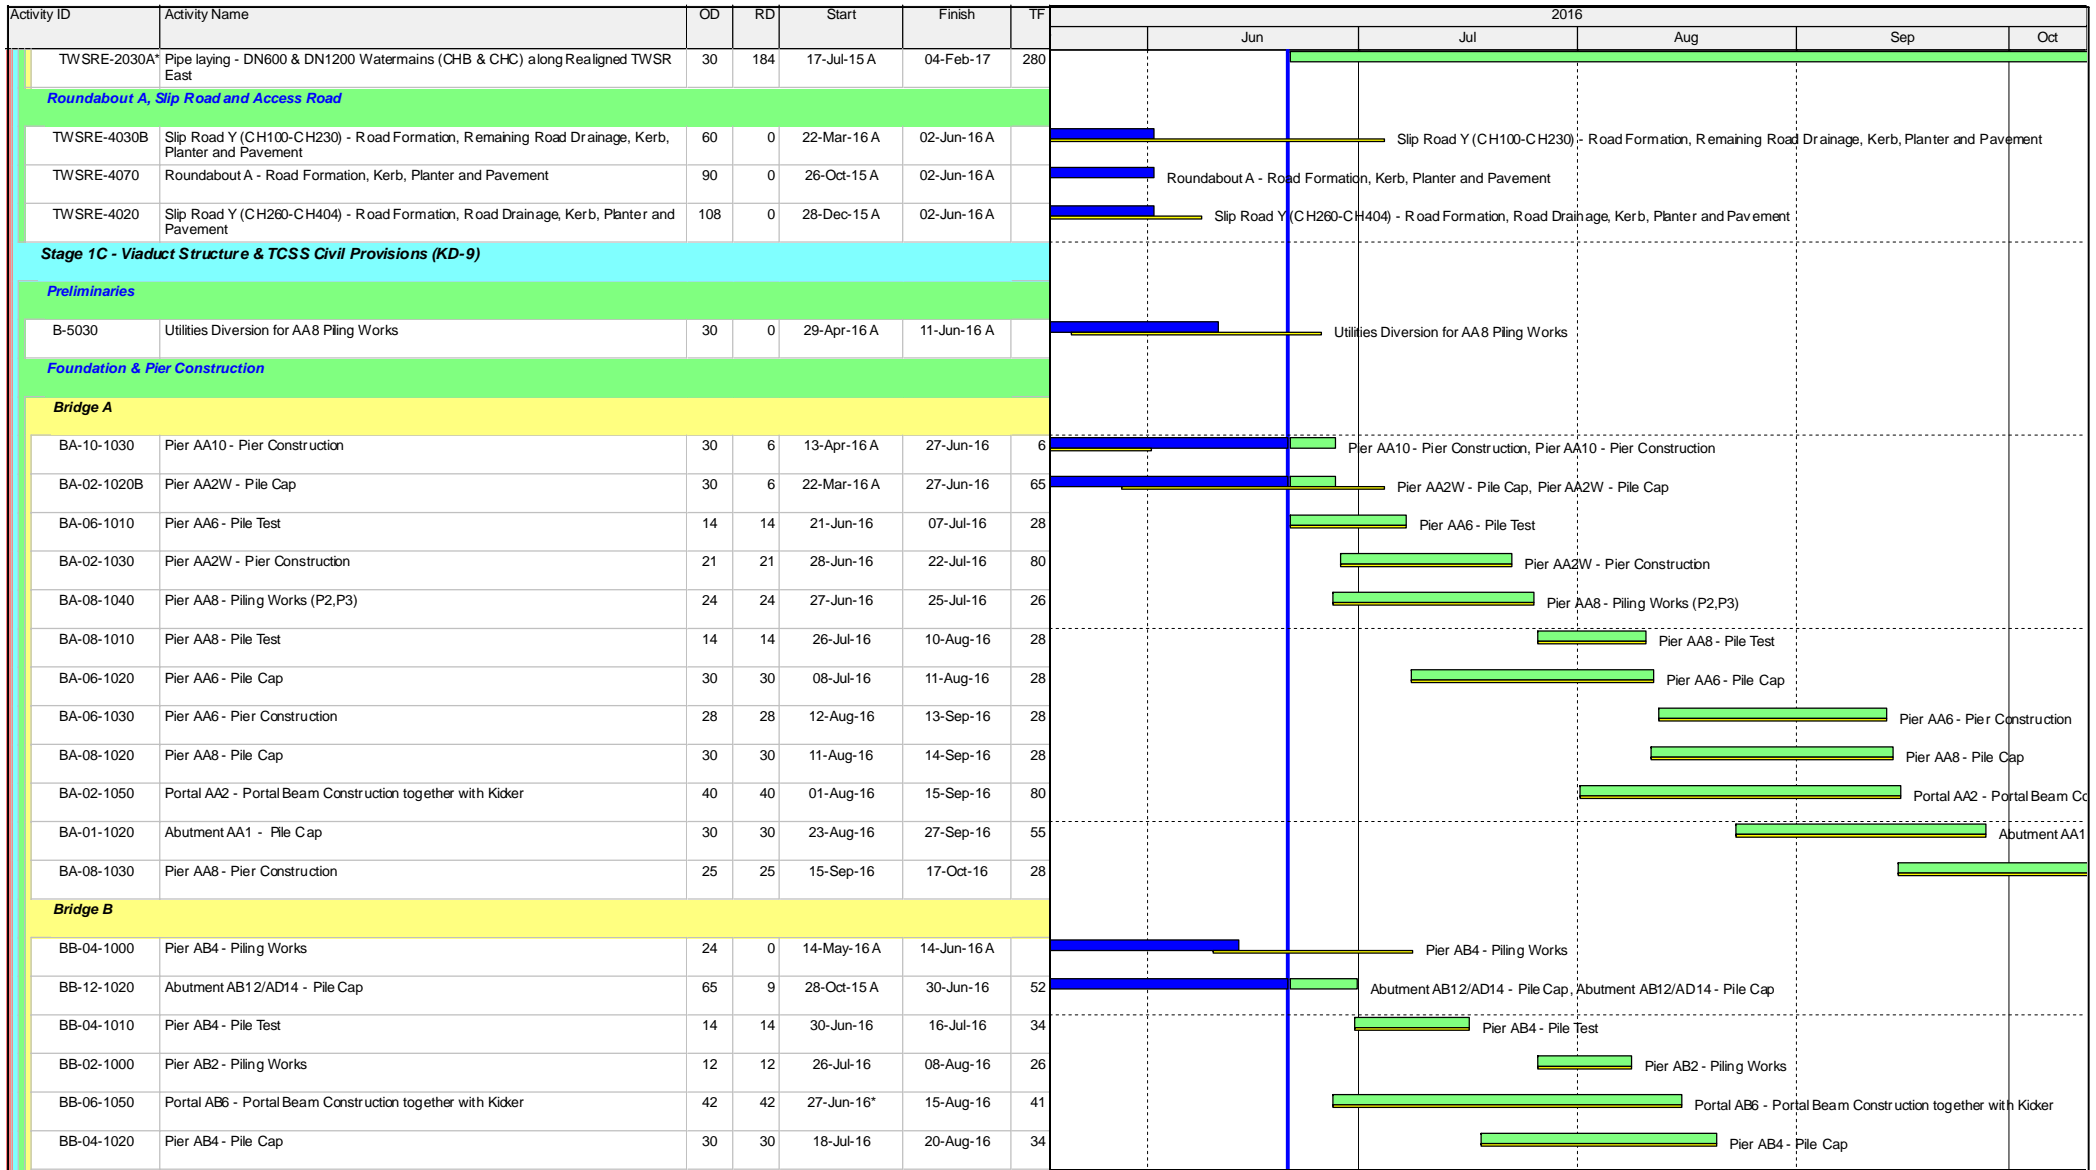 Activity ID Activity Name OD RD Start Finish TF 2016
Jun Jul Aug Sep Oct
TWSRE-2030A* Pipe laying - DN600 & DN1200 Watermains (CHB & CHC) along Realigned TWSR 30 184 17-Jul-15 A 04-Feb-17 280
East
Roundabout A, Slip Road and Access Road
TWSRE-4030B Slip Road Y (CH100-CH230) - Road Formation, Remaining Road Drainage, Kerb, 60 0 22-Mar-16 A 02-Jun-16 A Slip Road Y (CH100-CH230) - Road Formation, Remaining Road Drainage, Kerb, Planter and Pavement
Planter and Pavement
TWSRE-4070 Roundabout A - Road Formation, Kerb, Planter and Pavement 90 0 26-Oct-15 A 02-Jun-16 A Roundabout A - Road Formation, Kerb, Planter and Pavement
TWSRE-4020 Slip Road Y (CH260-CH404) - Road Formation, Road Drainage, Kerb, Planter and 108 0 28-Dec-15 A 02-Jun-16 A Slip Road Y (CH260-CH404) - Road Formation, Road Drainage, Kerb, Planter and Pavement
Pavement
Stage 1C - Viaduct Structure & TCSS Civil Provisions (KD-9)
Preliminaries
B-5030 Utilities Diversion for AA8 Piling Works 30 0 29-Apr-16 A 11-Jun-16 A Utilities Diversion for AA8 Piling Works
Foundation & Pier Construction
Bridge A
BA-10-1030 Pier AA10 - Pier Construction 30 6 13-Apr-16 A 27-Jun-16 6 Pier AA10 - Pier Construction, Pier AA10 - Pier Construction
BA-02-1020B Pier AA2W - Pile Cap 30 6 22-Mar-16 A 27-Jun-16 65 Pier AA2W - Pile Cap, Pier AA2W - Pile Cap
BA-06-1010 Pier AA6 - Pile Test 14 14 21-Jun-16 07-Jul-16 28 Pier AA6 - Pile Test
BA-02-1030 Pier AA2W - Pier Construction 21 21 28-Jun-16 22-Jul-16 80 Pier AA2W - Pier Construction
BA-08-1040 Pier AA8 - Piling Works (P2,P3) 24 24 27-Jun-16 25-Jul-16 26 Pier AA8 - Piling Works (P2,P3)
BA-08-1010 Pier AA8 - Pile Test 14 14 26-Jul-16 10-Aug-16 28 Pier AA8 - Pile Test
BA-06-1020 Pier AA6 - Pile Cap 30 30 08-Jul-16 11-Aug-16 28 Pier AA6 - Pile Cap
BA-06-1030 Pier AA6 - Pier Construction 28 28 12-Aug-16 13-Sep-16 28 Pier AA6 - Pier Construction
BA-08-1020 Pier AA8 - Pile Cap 30 30 11-Aug-16 14-Sep-16 28 Pier AA8 - Pile Cap
BA-02-1050 Portal AA2 - Portal Beam Construction together with Kicker 40 40 01-Aug-16 15-Sep-16 80 Portal AA2 - Portal Beam Co
BA-01-1020 Abutment AA1 - Pile Cap 30 30 23-Aug-16 27-Sep-16 55 Abutment AA1
BA-08-1030 Pier AA8 - Pier Construction 25 25 15-Sep-16 17-Oct-16 28
Bridge B
BB-04-1000 Pier AB4 - Piling Works 24 0 14-May-16 A 14-Jun-16 A Pier AB4 - Piling Works
BB-12-1020 Abutment AB12/AD14 - Pile Cap 65 9 28-Oct-15 A 30-Jun-16 52 Abutment AB12/AD14 - Pile Cap, Abutment AB12/AD14 - Pile Cap
BB-04-1010 Pier AB4 - Pile Test 14 14 30-Jun-16 16-Jul-16 34 Pier AB4 - Pile Test
BB-02-1000 Pier AB2 - Piling Works 12 12 26-Jul-16 08-Aug-16 26 Pier AB2 - Piling Works
BB-06-1050 Portal AB6 - Portal Beam Construction together with Kicker 42 42 27-Jun-16* 15-Aug-16 41 Portal AB6 - Portal Beam Construction together with Kicker
BB-04-1020 Pier AB4 - Pile Cap 30 30 18-Jul-16 20-Aug-16 34 Pier AB4 - Pile Cap